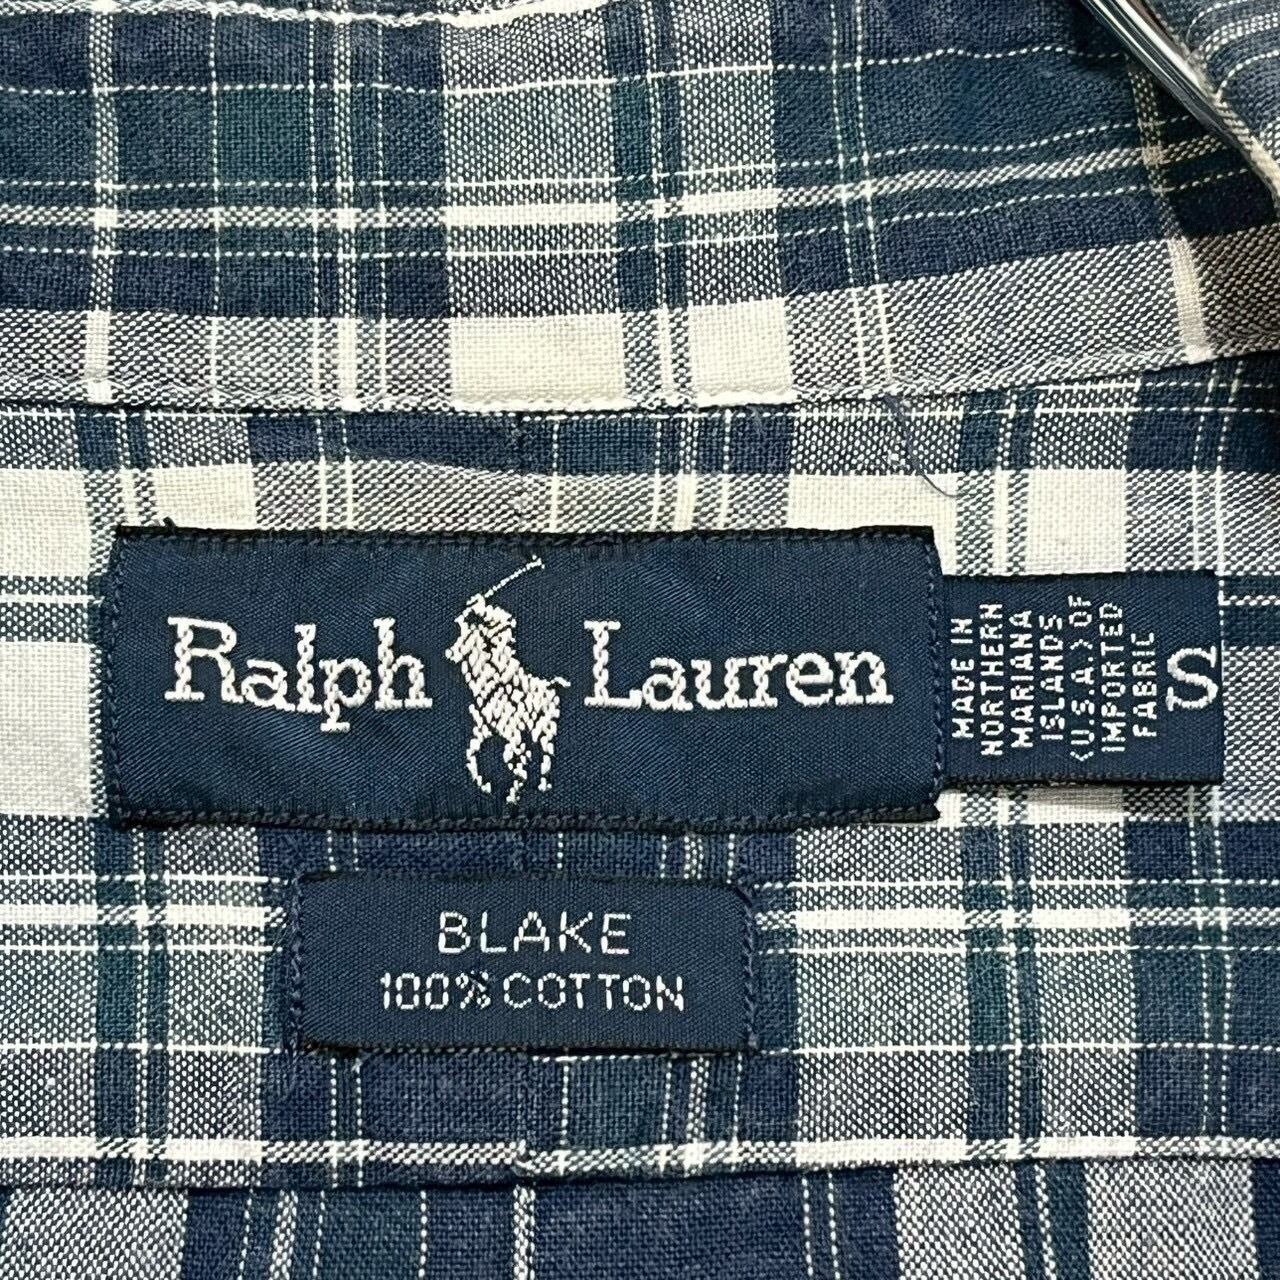 Ralph Lauren
MADE IN
NORTHERN
MARIANA
ISLANDS
(U.S.A.) OF
IMPORTED
FABRIC
S
BLAKE
100% COTTON